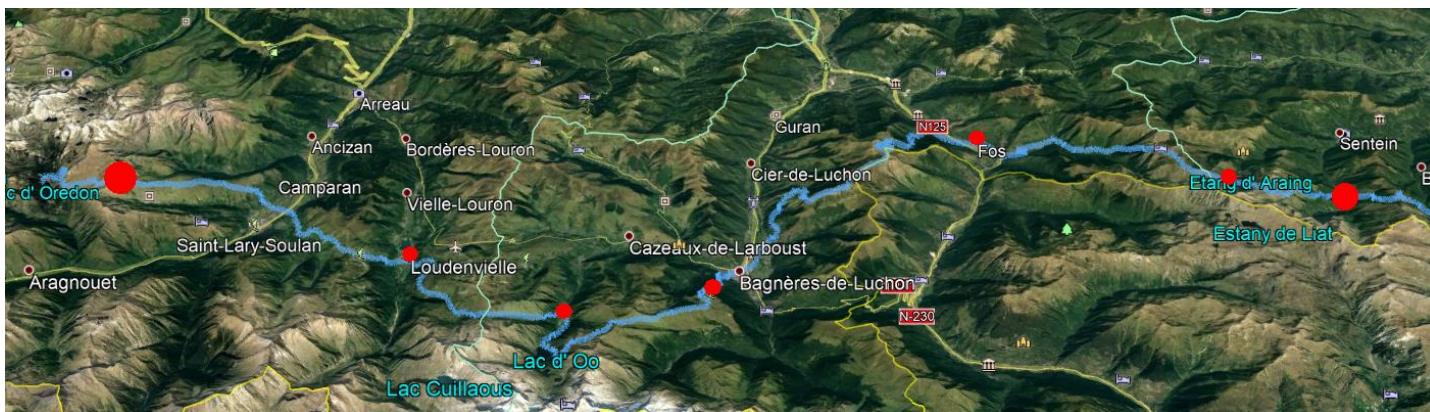 Arreau
Ancizan
Bordères-Louron
Guran
N125
Fos
Sentein
Cier-de-Luchon
c d' Oredon
Camparan
Vielle-Louron
Etang d' Araing
Saint-Lary-Soulan
Cazeaux-de-Larboust
Estany de Liat
Loudenvielle
Aragnouet
Bagnères-de-Luchon
N-230
Lac d' Oo
Lac Cuillaous